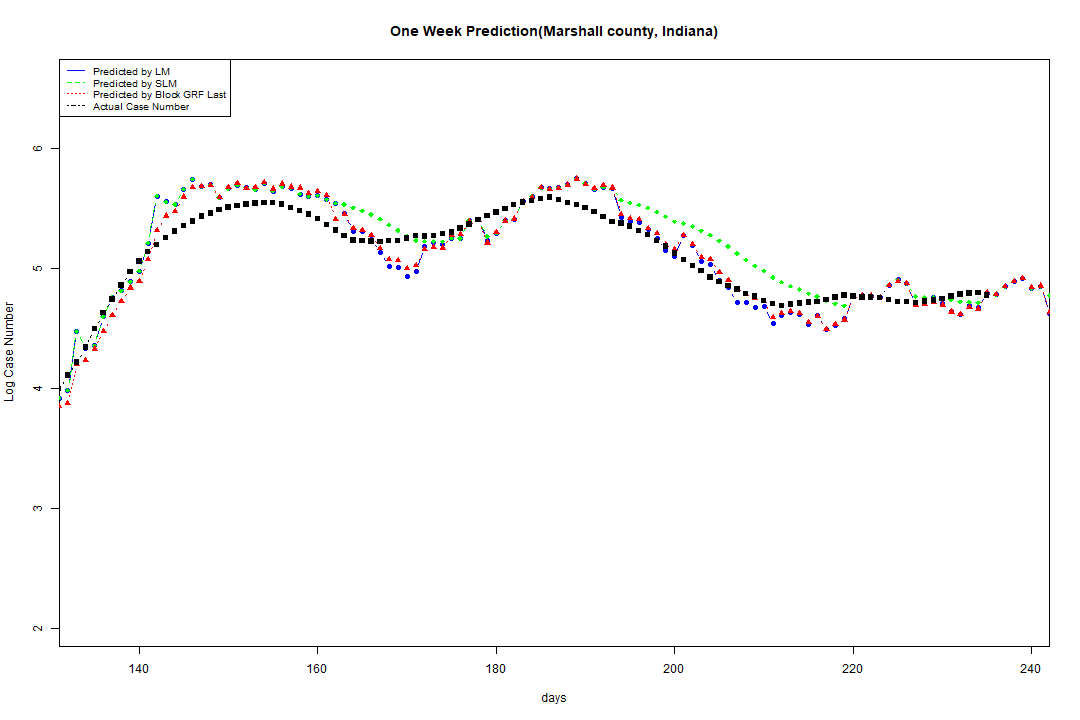 One Week Prediction(Marshall county, Indiana)
Predicted by LM
Predicted by SLM
Predicted by Block GRF Last
Actual Case Number
6
5
4
3
2
Log Case Number
140 160 180 200 220 240
days